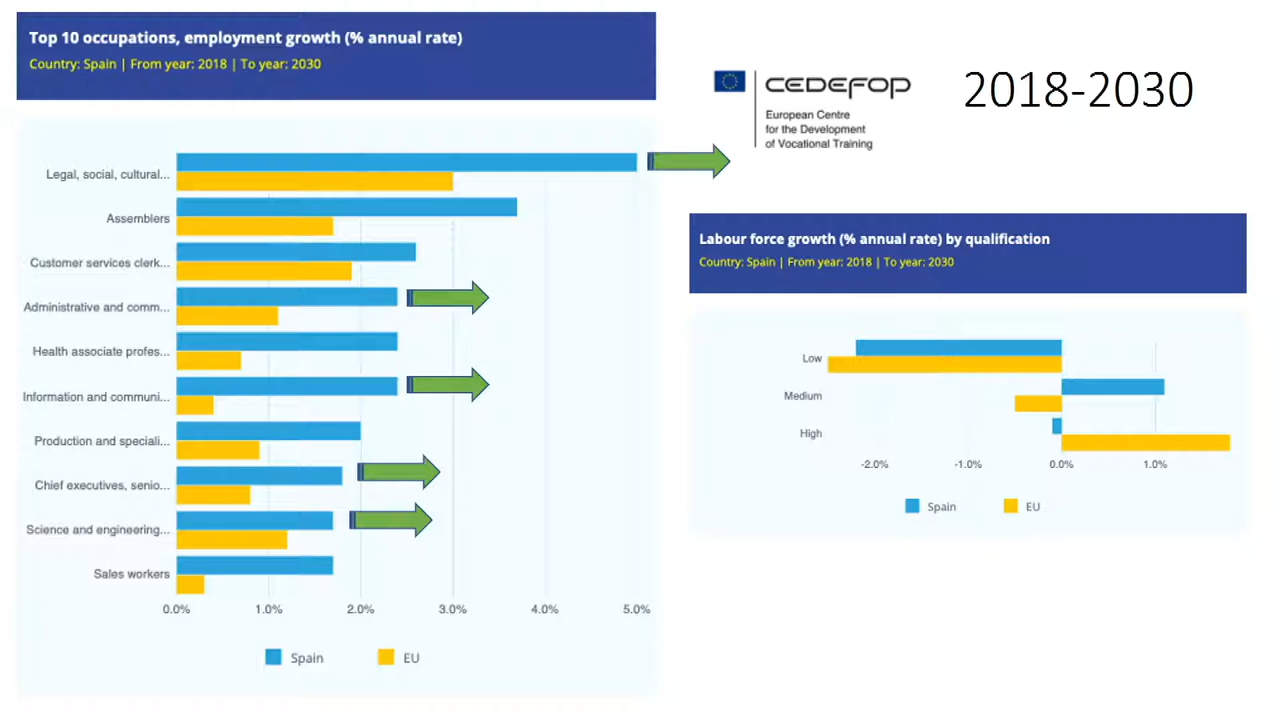 Top 10 occupations, employment growth (% annual rate)
Country: Spain | From year: 2018 | To year: 2030
Legal, social, cultural...
Assemblers
Customer services clerk...
Administrative and comm...
Health associate profes...
Information and communi...
Production and speciali...
Chief executives, senio...
Science and engineering...
Sales workers
0.0% 1.0% 2.0% 3.0% 4.0% 5.0%
Spain EU
CEDEFOP
European Centre
for the Development
of Vocational Training
2018-2030
Labour force growth (% annual rate) by qualification
Country: Spain | From year: 2018 | To year: 2030
Low
Medium
High
-2.0% -1.0% 0.0% 1.0%
Spain EU